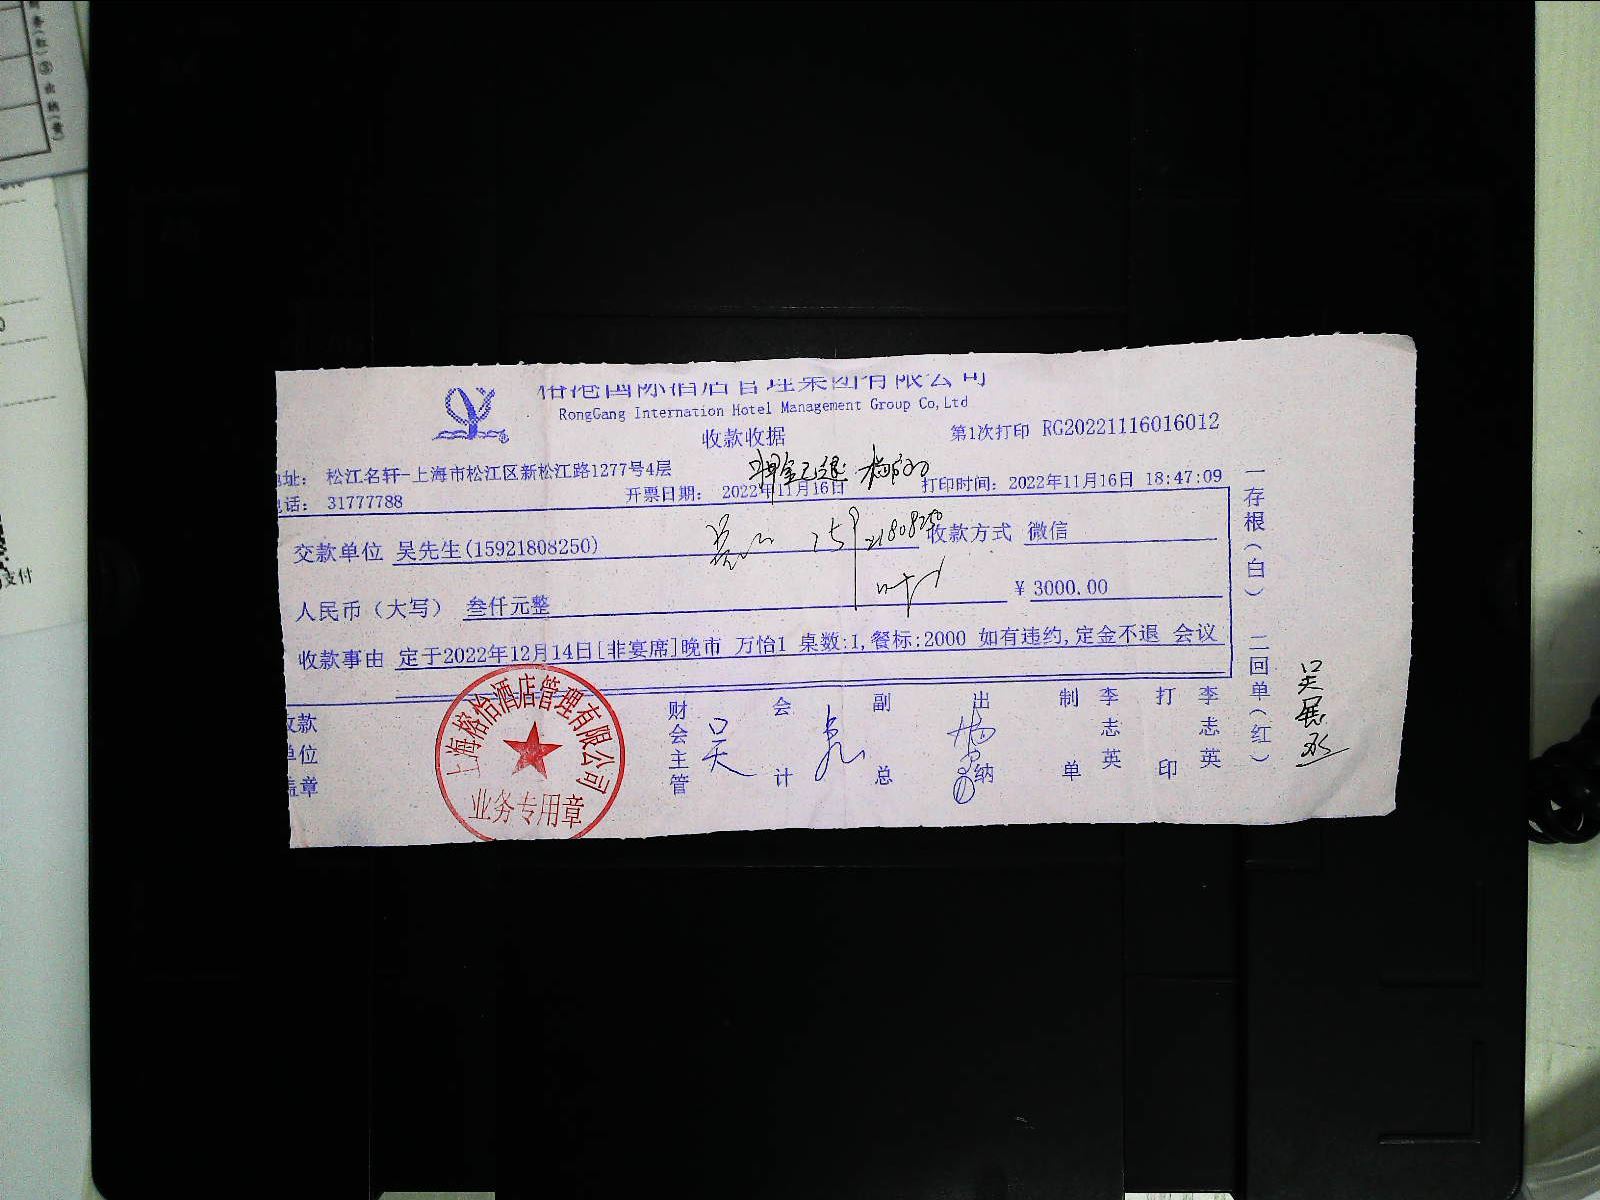 国际酒店管理集团有限公司
RongGang Internation Hotel Management Group Co,Ltd
收款收据
第1次打印 RG20221116016012
址： 松江名轩-上海市松江区新松江路1277号4层
押金已退
话： 31777788
开票日期： 2022年11月16日
打印时间：2022年11月16日 18:47:09
交款单位 吴先生(15921808250)
收款方式 微信
人民币（大写） 叁仟元整
¥ 3000.00
收款事由 定于2022年12月14日[非宴席]晚市 万怡1 桌数:1,餐标:2000 如有违约,定金不退 会议
收款单位盖章
上海榕怡酒店管理有限公司
业务专用章
财会主管 吴
会计
副总
出纳
制单 李志英
打印 李志英
一存根（白） 二回单（红）
吴
支付